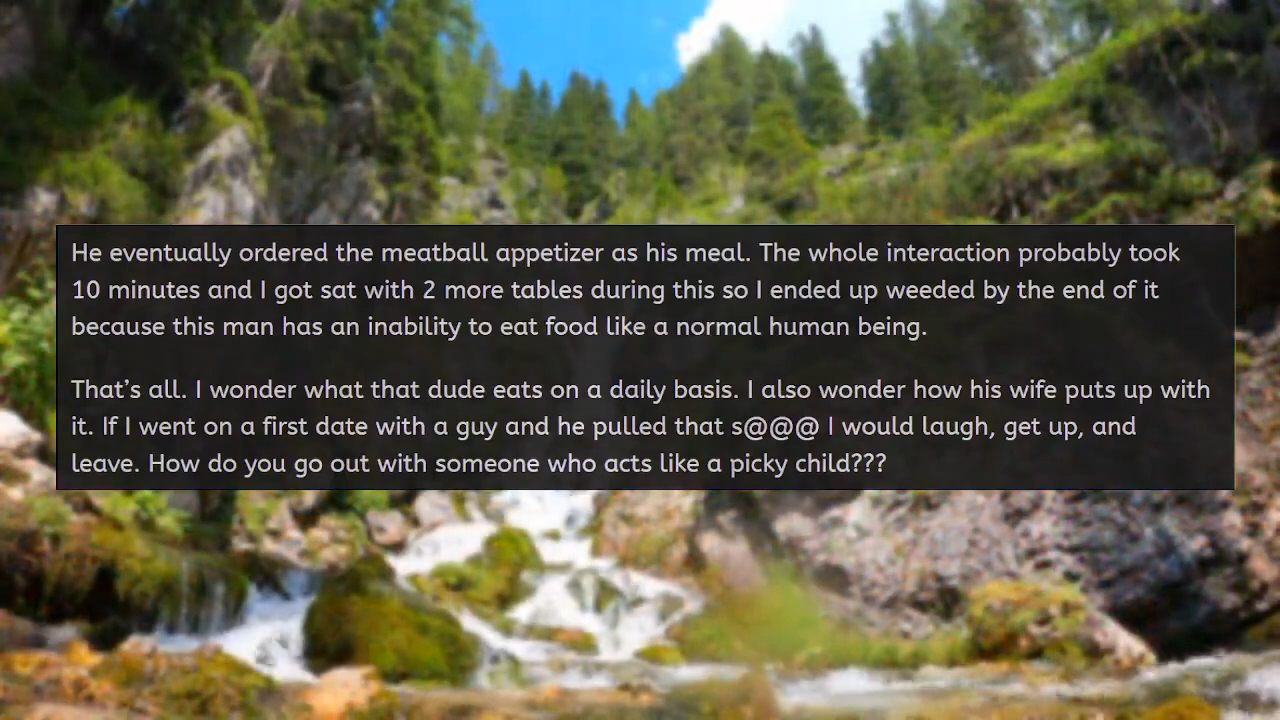 He eventually ordered the meatball appetizer as his meal. The whole interaction probably took
10 minutes and I got sat with 2 more tables during this so I ended up weeded by the end of it
because this man has an inability to eat food like a normal human being.
That’s all. I wonder what that dude eats on a daily basis. I also wonder how his wife puts up with
it. If I went on a first date with a guy and he pulled that s@@@ I would laugh, get up, and
leave. How do you go out with someone who acts like a picky child???